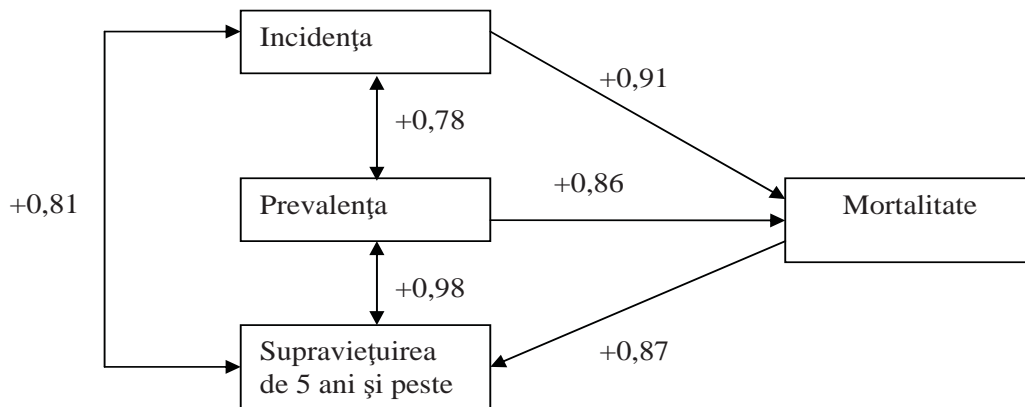 Incidenţa
+0,91
+0,78
+0,81
Prevalenţa
+0,86
Mortalitate
+0,98
Supravieţuirea
de 5 ani şi peste
+0,87